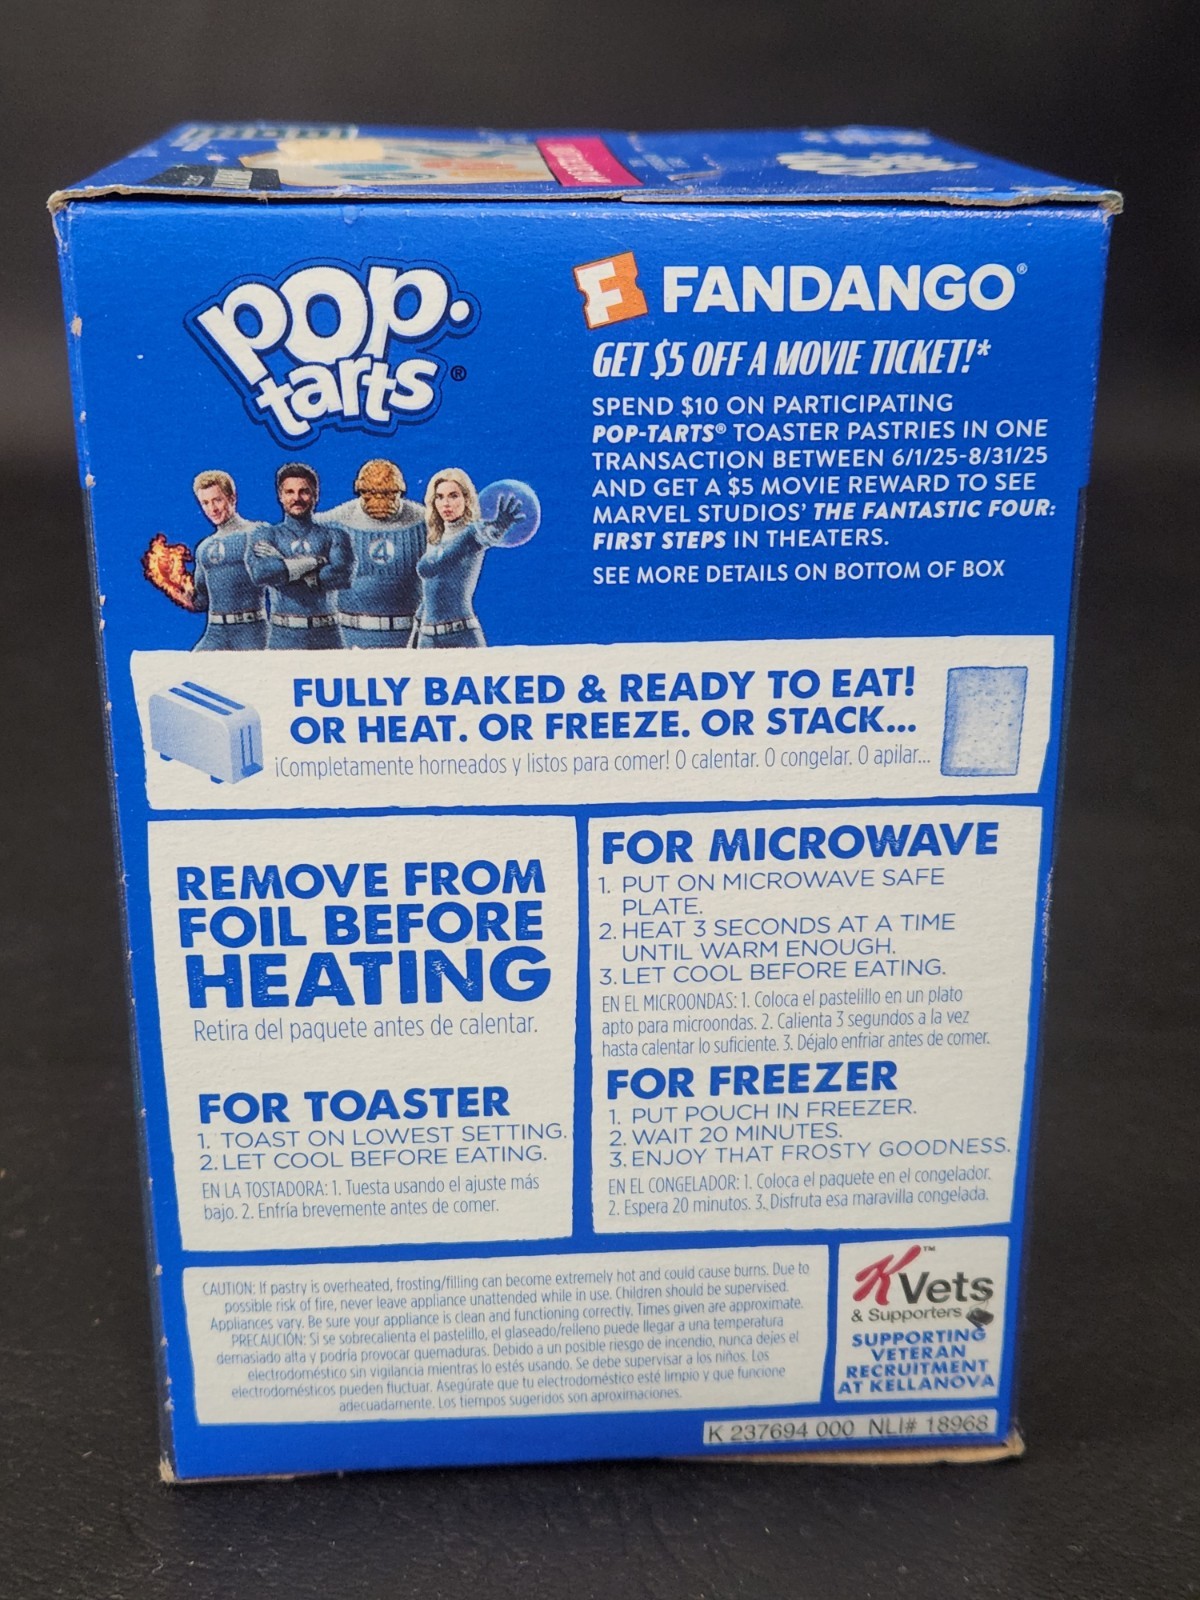 FROSTED
pop.
tarts®
F FANDANGO®
GET $5 OFF A MOVIE TICKET!*
SPEND $10 ON PARTICIPATING
POP-TARTS® TOASTER PASTRIES IN ONE
TRANSACTION BETWEEN 6/1/25-8/31/25
AND GET A $5 MOVIE REWARD TO SEE
MARVEL STUDIOS' THE FANTASTIC FOUR:
FIRST STEPS IN THEATERS.
SEE MORE DETAILS ON BOTTOM OF BOX
4
4
4
FULLY BAKED & READY TO EAT!
OR HEAT. OR FREEZE. OR STACK...
¡Completamente horneados y listos para comer! O calentar. O congelar. O apilar...
REMOVE FROM
FOIL BEFORE
HEATING
Retira del paquete antes de calentar.
FOR TOASTER
1. TOAST ON LOWEST SETTING.
2. LET COOL BEFORE EATING.
EN LA TOSTADORA: 1. Tuesta usando el ajuste más
bajo. 2. Enfría brevemente antes de comer.
FOR MICROWAVE
1. PUT ON MICROWAVE SAFE
PLATE.
2. HEAT 3 SECONDS AT A TIME
UNTIL WARM ENOUGH.
3. LET COOL BEFORE EATING.
EN EL MICROONDAS: 1. Coloca el pastelillo en un plato
apto para microondas. 2. Calienta 3 segundos a la vez
hasta calentar lo suficiente. 3. Déjalo enfriar antes de comer.
FOR FREEZER
1. PUT POUCH IN FREEZER.
2. WAIT 20 MINUTES.
3. ENJOY THAT FROSTY GOODNESS.
EN EL CONGELADOR: 1. Coloca el paquete en el congelador.
2. Espera 20 minutos. 3. Disfruta esa maravilla congelada.
CAUTION: If pastry is overheated, frosting/filling can become extremely hot and could cause burns. Due to
possible risk of fire, never leave appliance unattended while in use. Children should be supervised.
Appliances vary. Be sure your appliance is clean and functioning correctly. Times given are approximate.
PRECAUCIÓN: Si se sobrecalienta el pastelillo, el glaseado/relleno puede llegar a una temperatura
demasiado alta y podría provocar quemaduras. Debido a un posible riesgo de incendio, nunca dejes el
electrodoméstico sin vigilancia mientras lo estés usando. Se debe supervisar a los niños. Los
electrodomésticos pueden fluctuar. Asegúrate que tu electrodoméstico esté limpio y que funcione
adecuadamente. Los tiempos sugeridos son aproximaciones.
K™ Vets
& Supporters
SUPPORTING
VETERAN
RECRUITMENT
AT KELLANOVA
K 237694 000 NLI# 18968